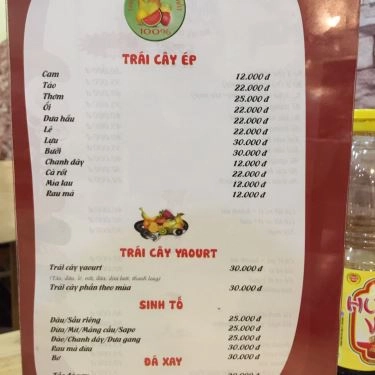 100%
TRÁI CÂY ÉP
Cam 12.000 đ
Táo 22.000 đ
Thơm 25.000 đ
Ổi 22.000 đ
Dưa hấu 22.000 đ
Lê 22.000 đ
Lựu 30.000 đ
Bưởi 30.000 đ
Chanh dây 12.000 đ
Cà rốt 22.000 đ
Mía lau 12.000 đ
Rau má 12.000 đ
TRÁI CÂY YAOURT
Trái cây yaourt 30.000 đ
Trái cây phần theo mùa 30.000 đ
SINH TỐ
Dâu/Sầu riêng 25.000 đ
Dừa/Mít/Mãng cầu/Sapo 25.000 đ
Dóc/Chanh dây/Dưa gang 25.000 đ
Rau má dừa 30.000 đ
Bơ 30.000 đ
ĐÁ XAY